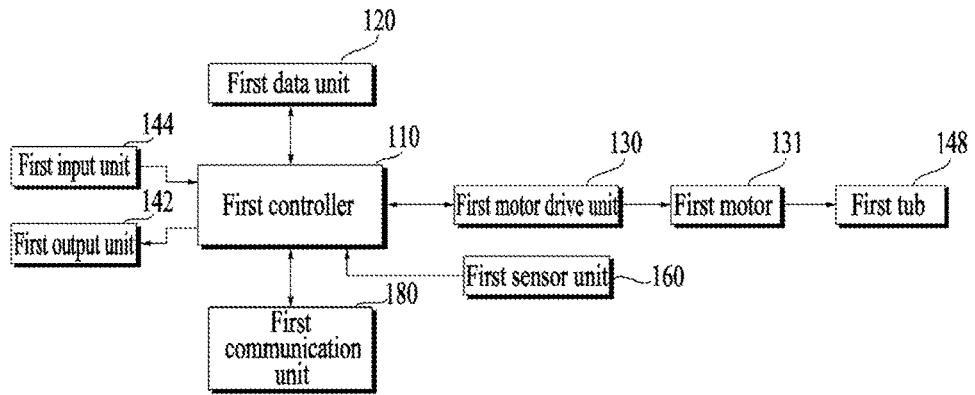 120
First data unit
144
First input unit
110
First controller
142
First output unit
130
First motor drive unit
131
First motor
148
First tub
First sensor unit
160
180
First
communication
unit